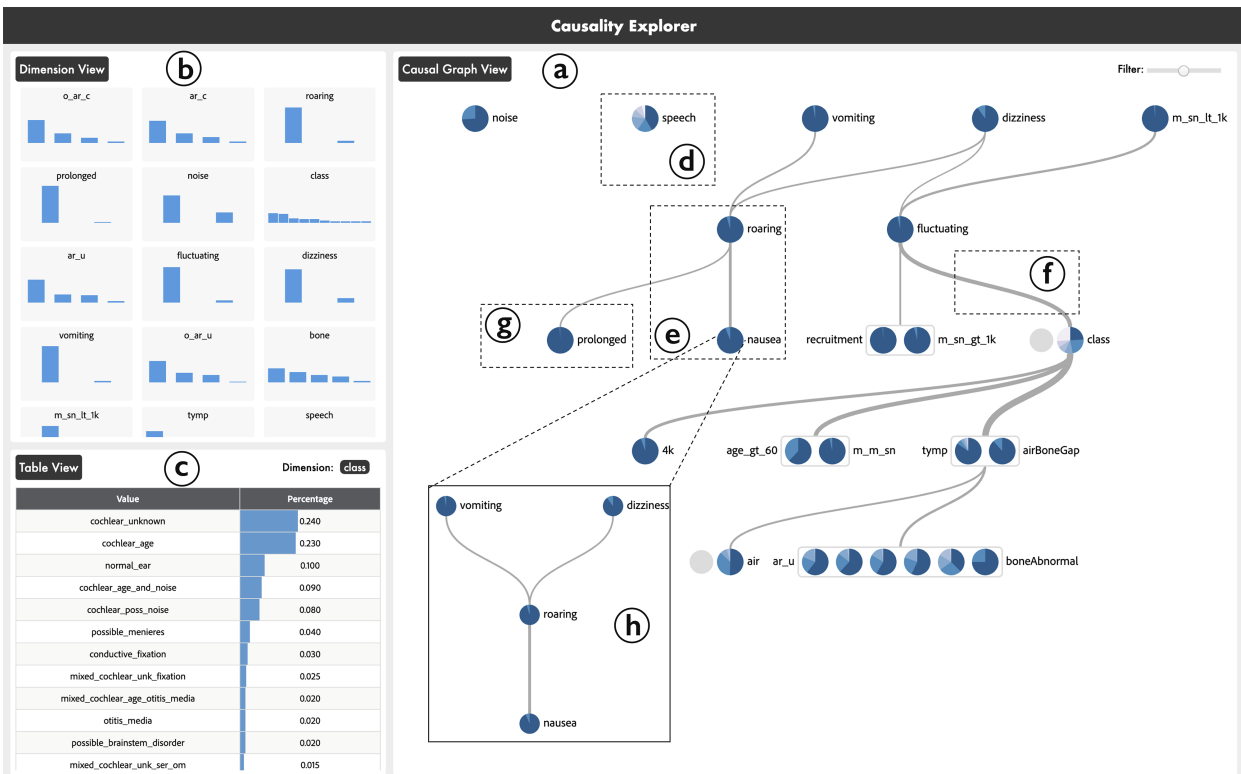 Causality Explorer
Dimension View
b
o_ar_c ar_c roaring
prolonged noise class
ar_u fluctuating dizziness
vomiting o_ar_u bone
m_sn_lt_1k tymp speech
Table View
c
Dimension: class
Value Percentage
cochlear_unknown 0.240
cochlear_age 0.230
normal_ear 0.100
cochlear_age_and_noise 0.090
cochlear_poss_noise 0.080
possible_menieres 0.040
conductive_fixation 0.030
mixed_cochlear_unk_fixation 0.025
mixed_cochlear_age_otitis_media 0.020
otitis_media 0.020
possible_brainstem_disorder 0.020
mixed_cochlear_unk_ser_om 0.015
Causal Graph View
a
Filter:
noise speech vomiting dizziness m_sn_lt_1k
d
roaring fluctuating
f
g
e
prolonged nausea recruitment m_sn_gt_1k class
4k age_gt_60 m_m_sn tymp airBoneGap
vomiting dizziness
air ar_u boneAbnormal
roaring
h
nausea